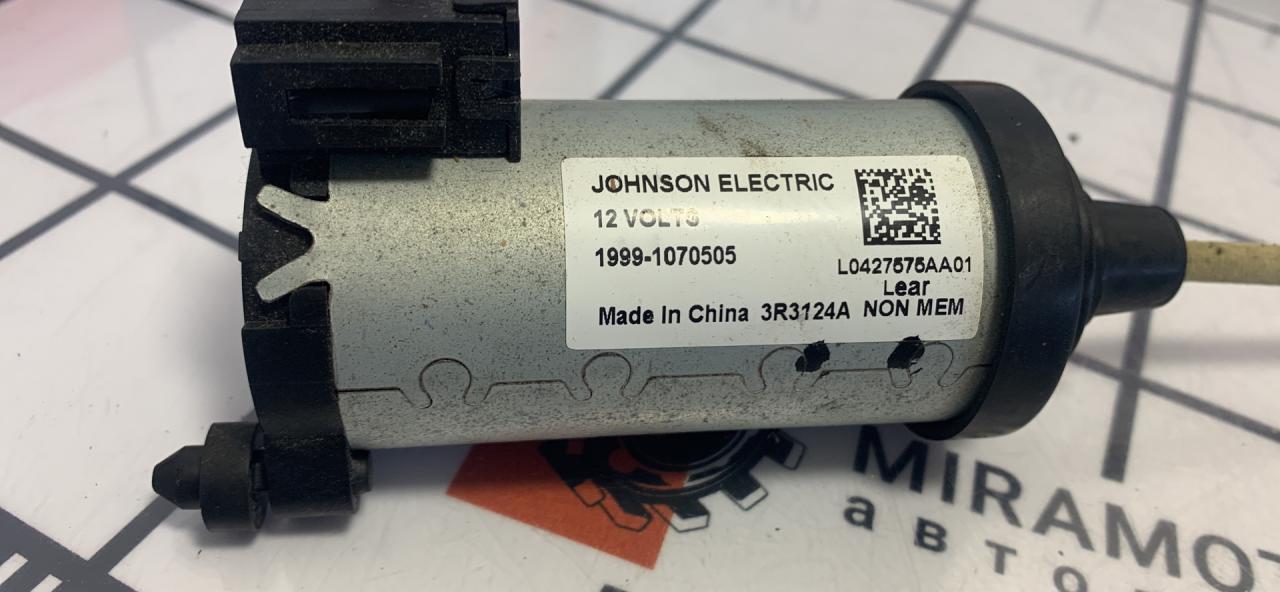 JOHNSON ELECTRIC
12 VOLTS
1999-1070505
L0427575AA01
Lear
Made In China 3R3124A NON MEM
MIRAMOT
авто